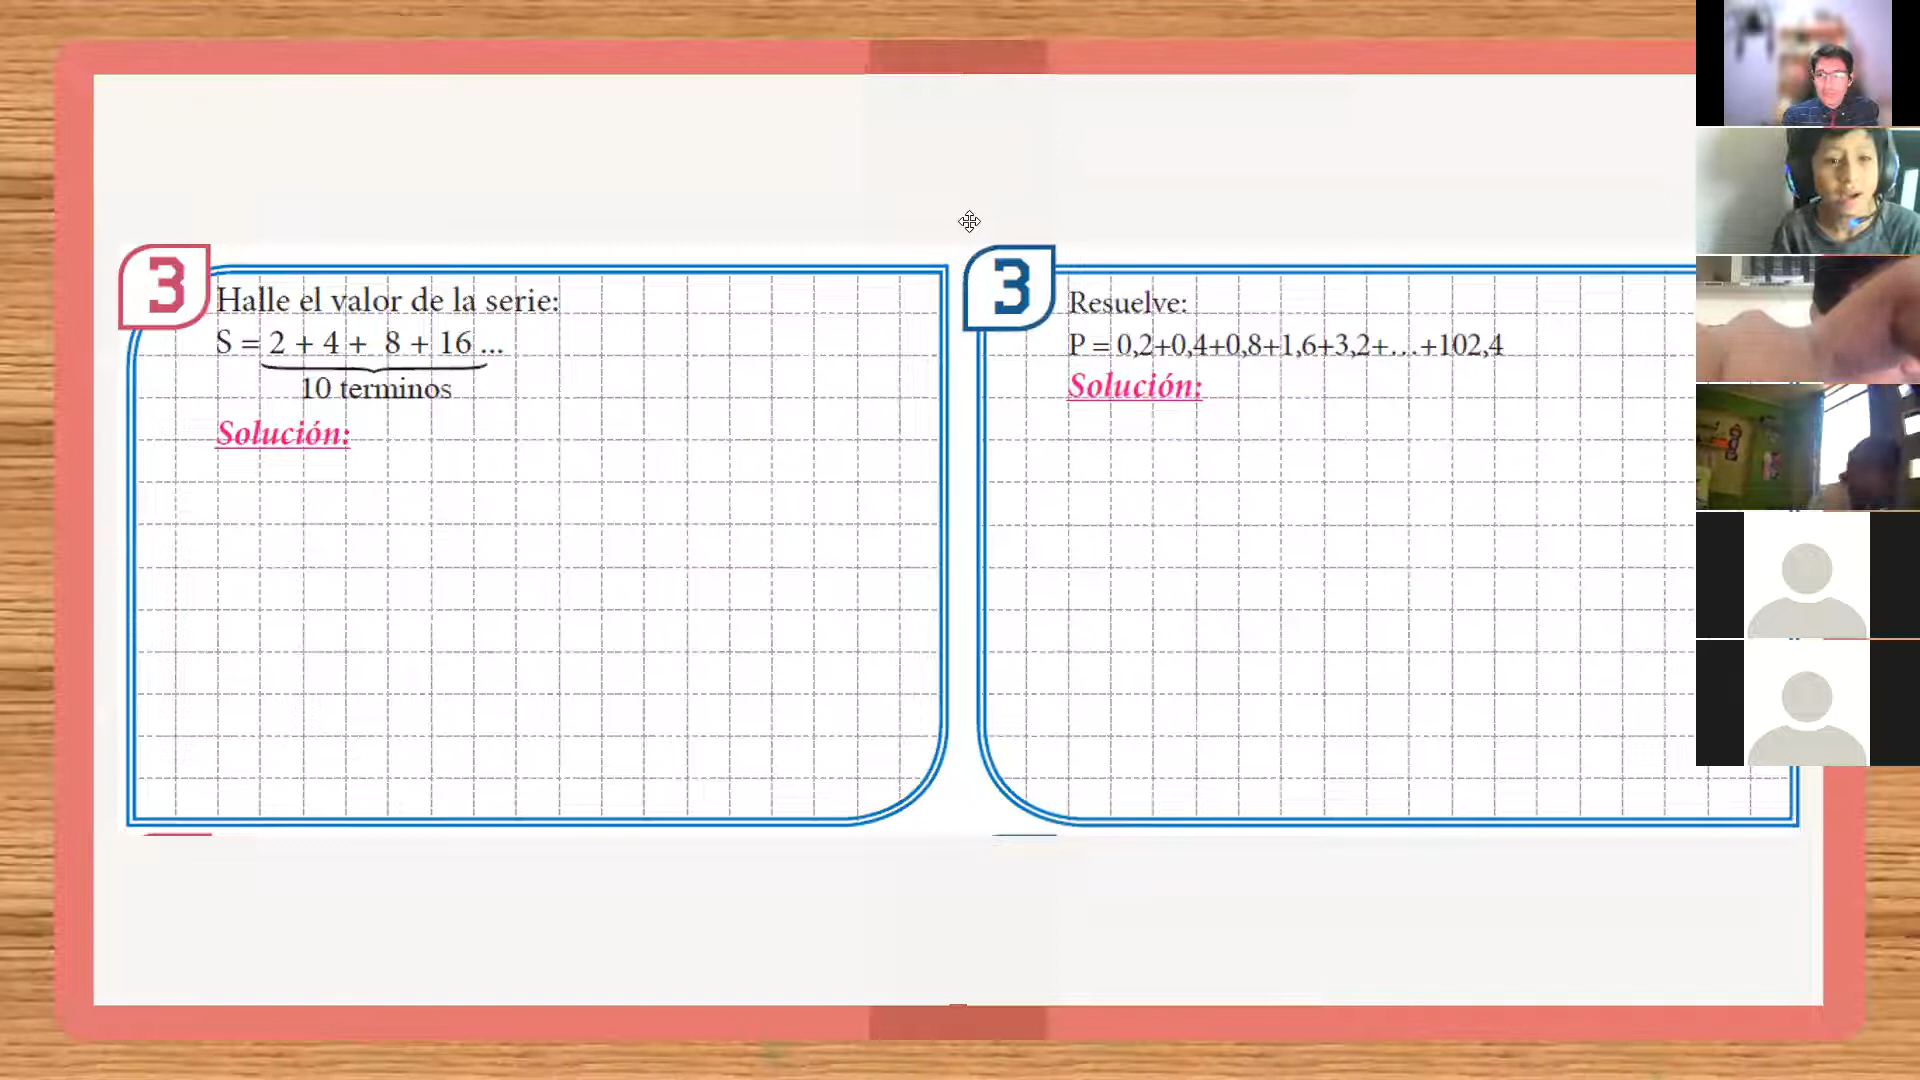 3
Halle el valor de la serie:
S = 2 + 4 + 8 + 16 ...
10 terminos
Solución:
3
Resuelve:
P = 0,2+0,4+0,8+1,6+3,2+...+102,4
Solución: